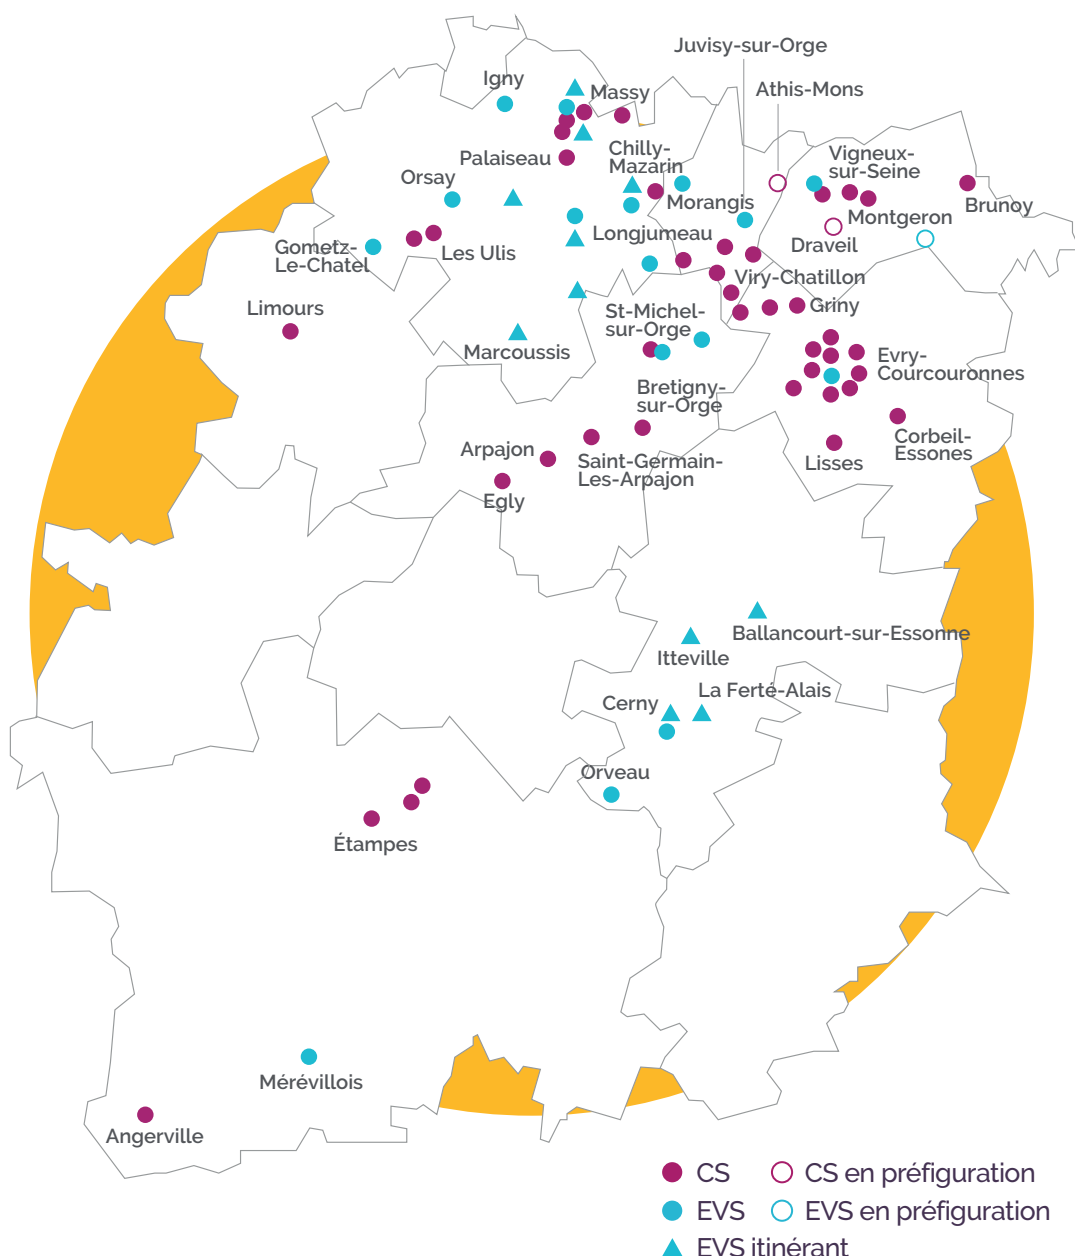 Juvisy-sur-Orge
Igny
Massy
Athis-Mons
Palaiseau
Chilly-
Mazarin
Vigneux-
sur-Seine
Orsay
Morangis
Brunoy
Montgeron
Gometz-
Le-Chatel
Les Ulis
Longjumeau
Draveil
Viry-Chatillon
Limours
St-Michel-
sur-Orge
Griny
Marcoussis
Evry-
Courcouronnes
Bretigny-
sur-Orge
Arpajon
Saint-Germain-
Les-Arpajon
Corbeil-
Essones
Lisses
Egly
Ballancourt-sur-Essonne
Itteville
La Ferté-Alais
Cerny
Orveau
Étampes
Mérévillois
Angerville
CS
CS en préfiguration
EVS
EVS en préfiguration
EVS itinérant